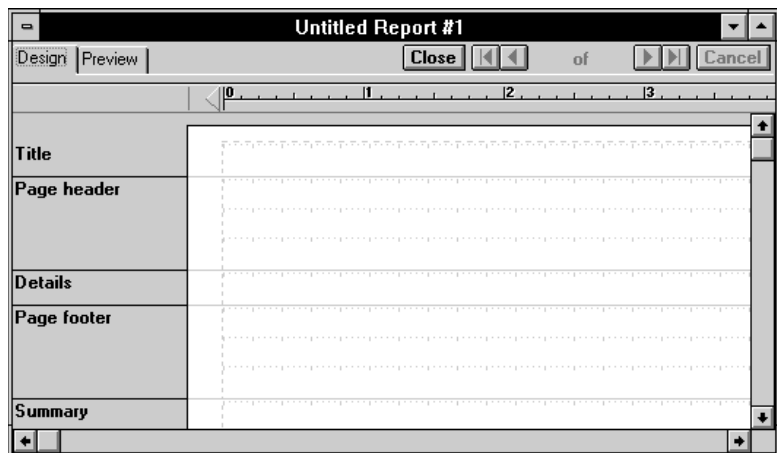 Untitled Report #1
Design Preview Close of Cancel
0 1 2 3
Title
Page header
Details
Page footer
Summary